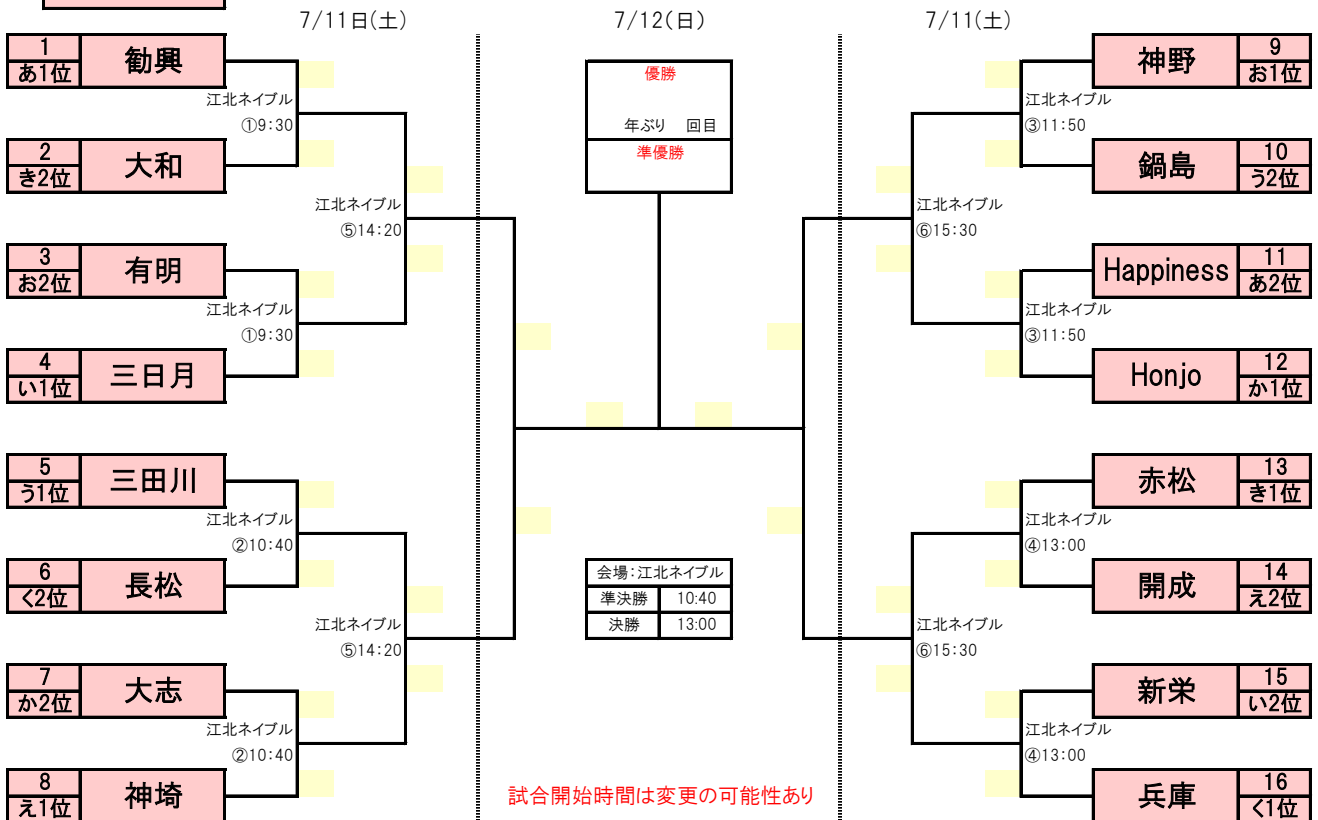 7/11日(土)
7/12(日)
7/11(土)
1
あ1位
勧興
江北ネイブル
①9:30
2
き2位
大和
江北ネイブル
⑤14:20
3
お2位
有明
江北ネイブル
①9:30
4
い1位
三日月
5
う1位
三田川
江北ネイブル
②10:40
6
く2位
長松
江北ネイブル
⑤14:20
7
か2位
大志
江北ネイブル
②10:40
8
え1位
神埼
優勝
年ぶり 回目
準優勝
会場:江北ネイブル
準決勝 10:40
決勝 13:00
試合開始時間は変更の可能性あり
神野
9
お1位
江北ネイブル
③11:50
鍋島
10
う2位
江北ネイブル
⑥15:30
Happiness
11
あ2位
江北ネイブル
③11:50
Honjo
12
か1位
赤松
13
き1位
江北ネイブル
④13:00
開成
14
え2位
江北ネイブル
⑥15:30
新栄
15
い2位
江北ネイブル
④13:00
兵庫
16
く1位